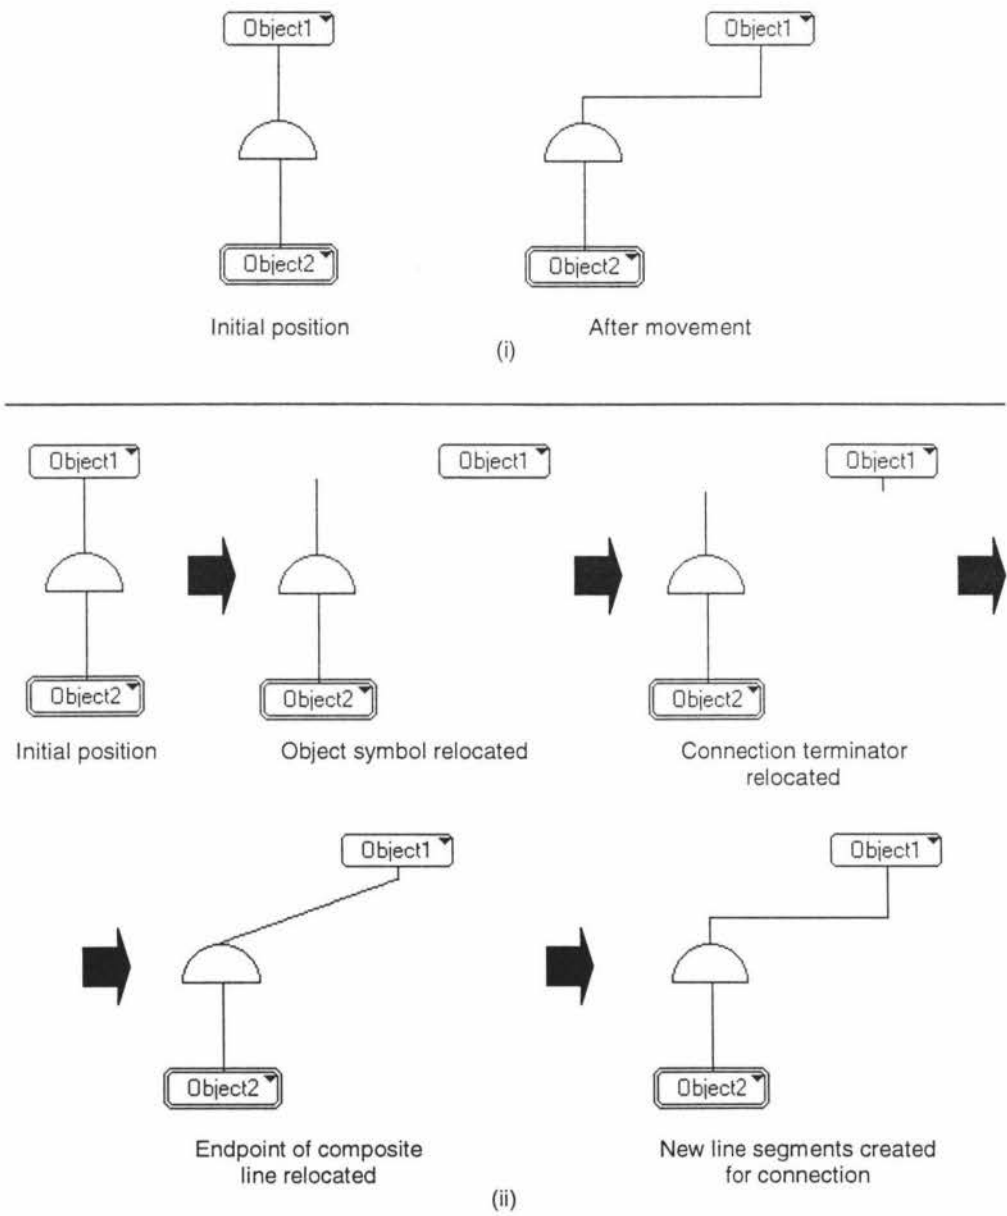 Object1
Object1
Object2
Object2
Initial position
After movement
(i)
Object1
Object1
Object1
Object2
Object2
Object2
Initial position
Object symbol relocated
Connection terminator
relocated
Object1
Object1
Object2
Object2
Endpoint of composite
line relocated
New line segments created
for connection
(ii)